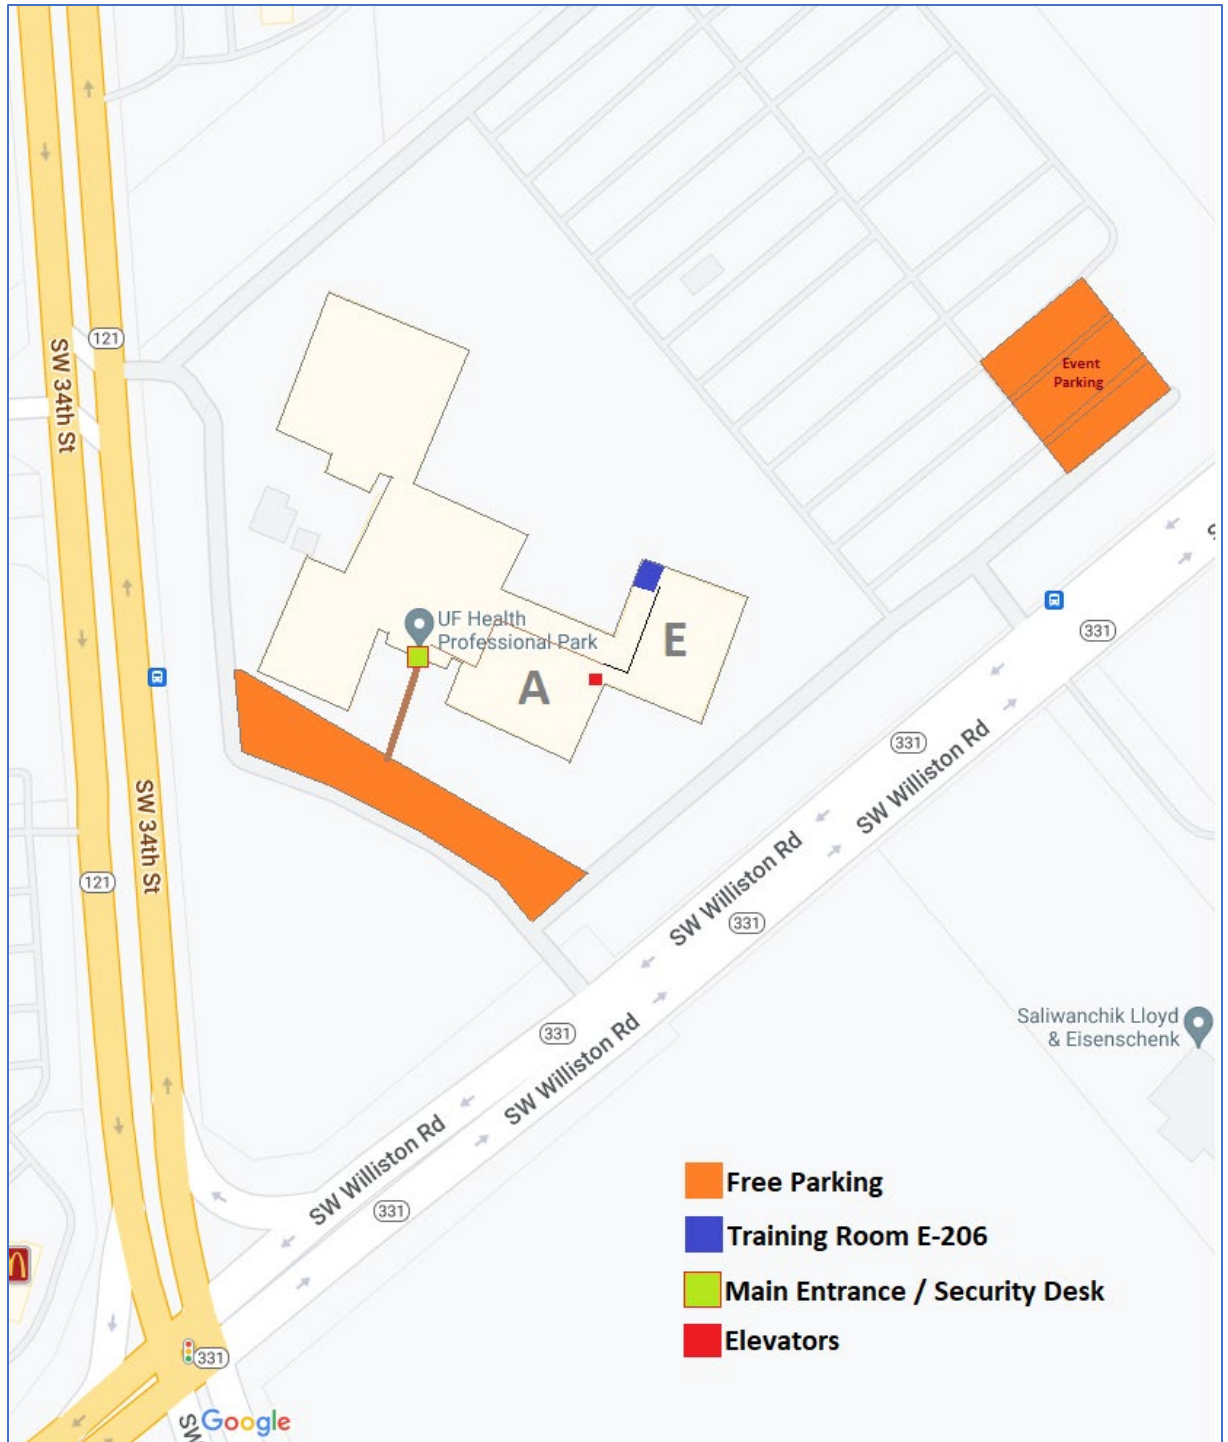 121
SW 34th St
Event
Parking
331
UF Health
Professional Park
E
A
331
SW Williston Rd
SW 34th St
SW Williston Rd
121
331
Saliwanchik Lloyd
& Eisenschenk
331
SW Williston Rd
SW Williston Rd
331
Free Parking
Training Room E-206
Main Entrance / Security Desk
Elevators
331
SW
Google